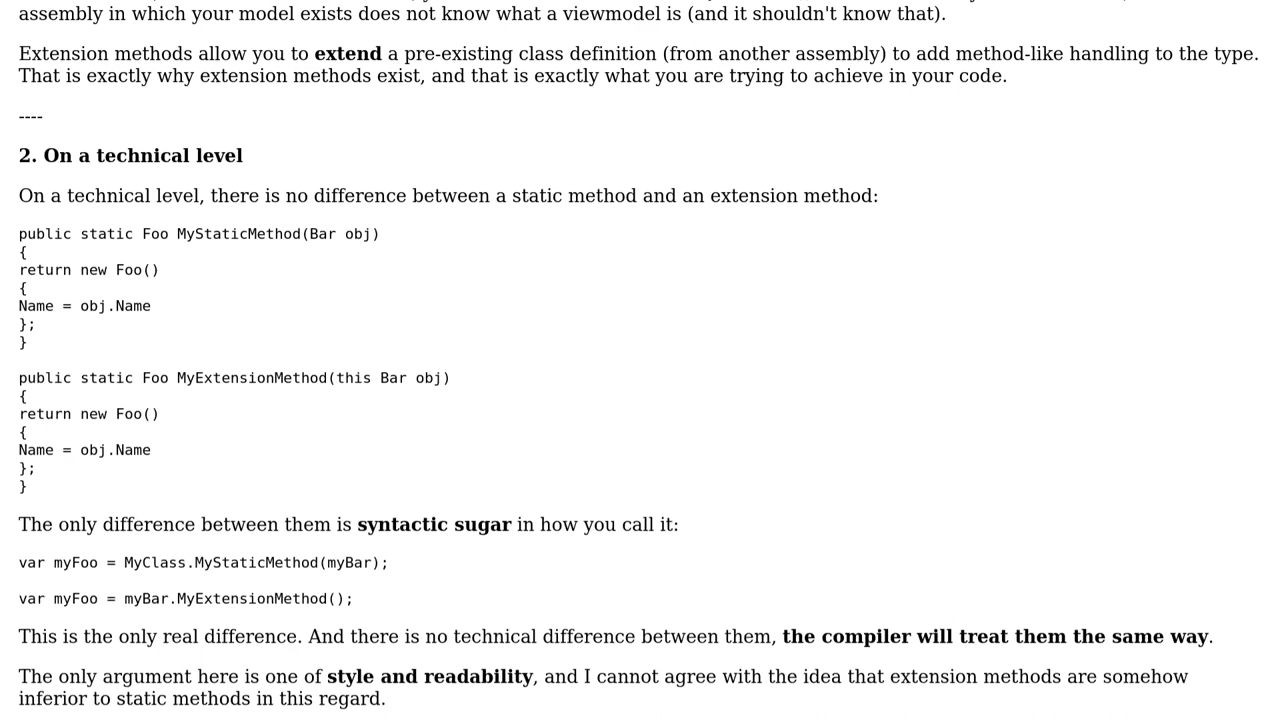 assembly in which your model exists does not know what a viewmodel is (and it shouldn't know that).
Extension methods allow you to extend a pre-existing class definition (from another assembly) to add method-like handling to the type.
That is exactly why extension methods exist, and that is exactly what you are trying to achieve in your code.
----
2. On a technical level
On a technical level, there is no difference between a static method and an extension method:
public static Foo MyStaticMethod(Bar obj)
{
return new Foo()
{
Name = obj.Name
};
}
public static Foo MyExtensionMethod(this Bar obj)
{
return new Foo()
{
Name = obj.Name
};
}
The only difference between them is syntactic sugar in how you call it:
var myFoo = MyClass.MyStaticMethod(myBar);
var myFoo = myBar.MyExtensionMethod();
This is the only real difference. And there is no technical difference between them, the compiler will treat them the same way.
The only argument here is one of style and readability, and I cannot agree with the idea that extension methods are somehow
inferior to static methods in this regard.